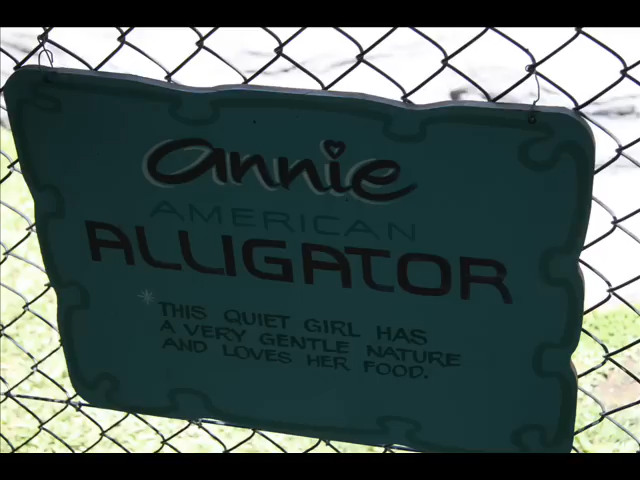 annie
AMERICAN
ALLIGATOR
THIS QUIET GIRL HAS
A VERY GENTLE NATURE
AND LOVES HER FOOD.